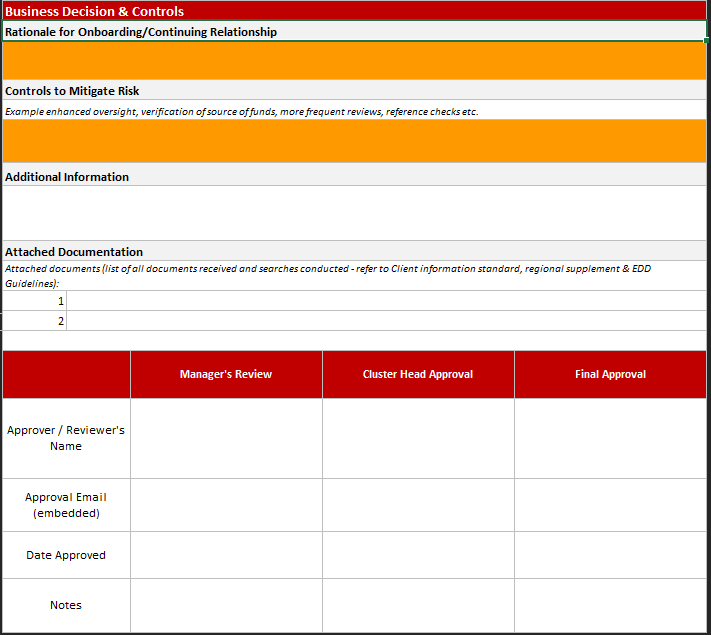 Business Decision & Controls
Rationale for Onboarding/Continuing Relationship
Controls to Mitigate Risk
Example enhanced oversight, verification of source of funds, more frequent reviews, reference checks etc.
Additional Information
Attached Documentation
Attached documents (list of all documents received and searches conducted - refer to Client information standard, regional supplement & EDD
Guidelines):
1
2
Manager's Review Cluster Head Approval Final Approval
Approver / Reviewer's
Name
Approval Email
(embedded)
Date Approved
Notes